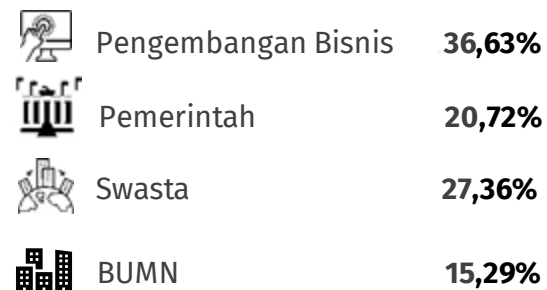 Pengembangan Bisnis 36,63%
Pemerintah 20,72%
Swasta 27,36%
BUMN 15,29%